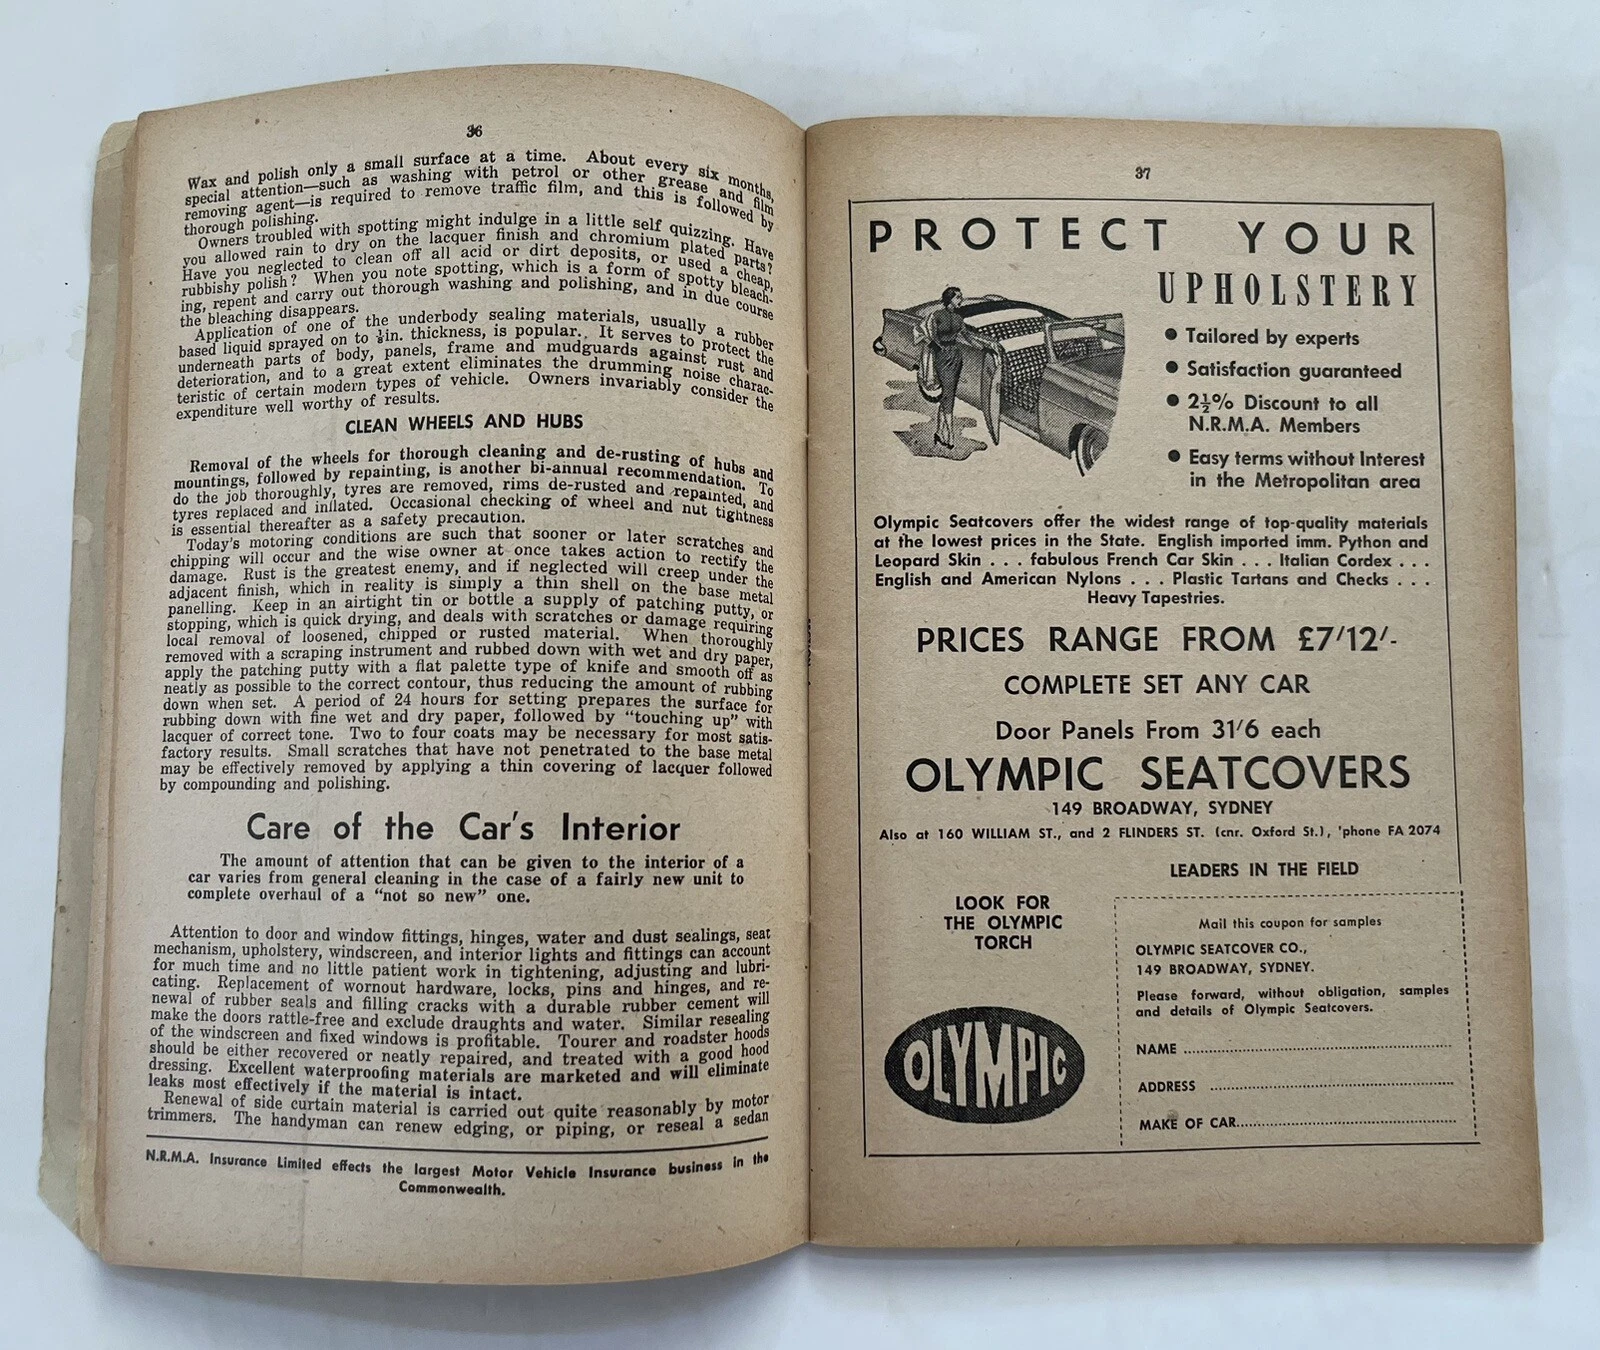 36
Wax and polish only a small surface at a time. About every six months,
special attention—such as washing with petrol or other grease and film
removing agent—is required to remove traffic film, and this is followed by
thorough polishing.
Owners troubled with spotting might indulge in a little self quizzing. Have
you allowed rain to dry on the lacquer finish and chromium plated parts?
Have you neglected to clean off all acid or dirt deposits, or used a cheap,
rubbishy polish? When you note spotting, which is a form of spotty bleach-
ing, repent and carry out thorough washing and polishing, and in due course
the bleaching disappears.
Application of one of the underbody sealing materials, usually a rubber
based liquid sprayed on to ⅛in. thickness, is popular. It serves to protect the
underneath parts of body, panels, frame and mudguards against rust and
deterioration, and to a great extent eliminates the drumming noise charac-
teristic of certain modern types of vehicle. Owners invariably consider the
expenditure well worthy of results.
CLEAN WHEELS AND HUBS
Removal of the wheels for thorough cleaning and de-rusting of hubs and
mountings, followed by repainting, is another bi-annual recommendation. To
do the job thoroughly, tyres are removed, rims de-rusted and repainted, and
tyres replaced and inflated. Occasional checking of wheel and nut tightness
is essential thereafter as a safety precaution.
Today's motoring conditions are such that sooner or later scratches and
chipping will occur and the wise owner at once takes action to rectify the
damage. Rust is the greatest enemy, and if neglected will creep under the
adjacent finish, which in reality is simply a thin shell on the base metal
panelling. Keep in an airtight tin or bottle a supply of patching putty, or
stopping, which is quick drying, and deals with scratches or damage requiring
local removal of loosened, chipped or rusted material. When thoroughly
removed with a scraping instrument and rubbed down with wet and dry paper,
apply the patching putty with a flat palette type of knife and smooth off as
neatly as possible to the correct contour, thus reducing the amount of rubbing
down when set. A period of 24 hours for setting prepares the surface for
rubbing down with fine wet and dry paper, followed by "touching up" with
lacquer of correct tone. Two to four coats may be necessary for most satis-
factory results. Small scratches that have not penetrated to the base metal
may be effectively removed by applying a thin covering of lacquer followed
by compounding and polishing.
Care of the Car's Interior
The amount of attention that can be given to the interior of a
car varies from general cleaning in the case of a fairly new unit to
complete overhaul of a "not so new" one.
Attention to door and window fittings, hinges, water and dust sealings, seat
mechanism, upholstery, windscreen, and interior lights and fittings can account
for much time and no little patient work in tightening, adjusting and lubri-
cating. Replacement of wornout hardware, locks, pins and hinges, and re-
newal of rubber seals and filling cracks with a durable rubber cement will
make the doors rattle-free and exclude draughts and water. Similar resealing
of the windscreen and fixed windows is profitable. Tourer and roadster hoods
should be either recovered or neatly repaired, and treated with a good hood
dressing. Excellent waterproofing materials are marketed and will eliminate
leaks most effectively if the material is intact.
Renewal of side curtain material is carried out quite reasonably by motor
trimmers. The handyman can renew edging, or piping, or reseal a sedan
N.R.M.A. Insurance Limited effects the largest Motor Vehicle Insurance business in the
Commonwealth.
37
PROTECT YOUR
UPHOLSTERY
● Tailored by experts
● Satisfaction guaranteed
● 2½% Discount to all
N.R.M.A. Members
● Easy terms without Interest
in the Metropolitan area
Olympic Seatcovers offer the widest range of top-quality materials
at the lowest prices in the State. English imported imm. Python and
Leopard Skin . . . fabulous French Car Skin . . . Italian Cordex . . .
English and American Nylons . . . Plastic Tartans and Checks . . .
Heavy Tapestries.
PRICES RANGE FROM £7/12/-
COMPLETE SET ANY CAR
Door Panels From 31/6 each
OLYMPIC SEATCOVERS
149 BROADWAY, SYDNEY
Also at 160 WILLIAM ST., and 2 FLINDERS ST. (cnr. Oxford St.), 'phone FA 2074
LEADERS IN THE FIELD
LOOK FOR
THE OLYMPIC
TORCH
OLYMPIC
Mail this coupon for samples
OLYMPIC SEATCOVER CO.,
149 BROADWAY, SYDNEY.
Please forward, without obligation, samples
and details of Olympic Seatcovers.
NAME
ADDRESS
MAKE OF CAR